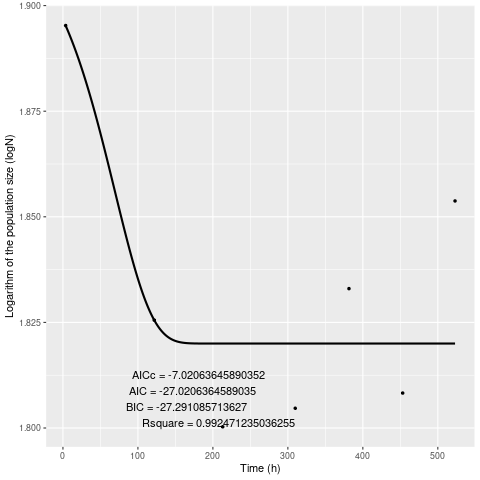 1.900
1.875
1.850
1.825
1.800
Logarithm of the population size (logN)
AICc = -7.02063645890352
AIC = -27.0206364589035
BIC = -27.291085713627
Rsquare = 0.992471235036255
0 100 200 300 400 500
Time (h)